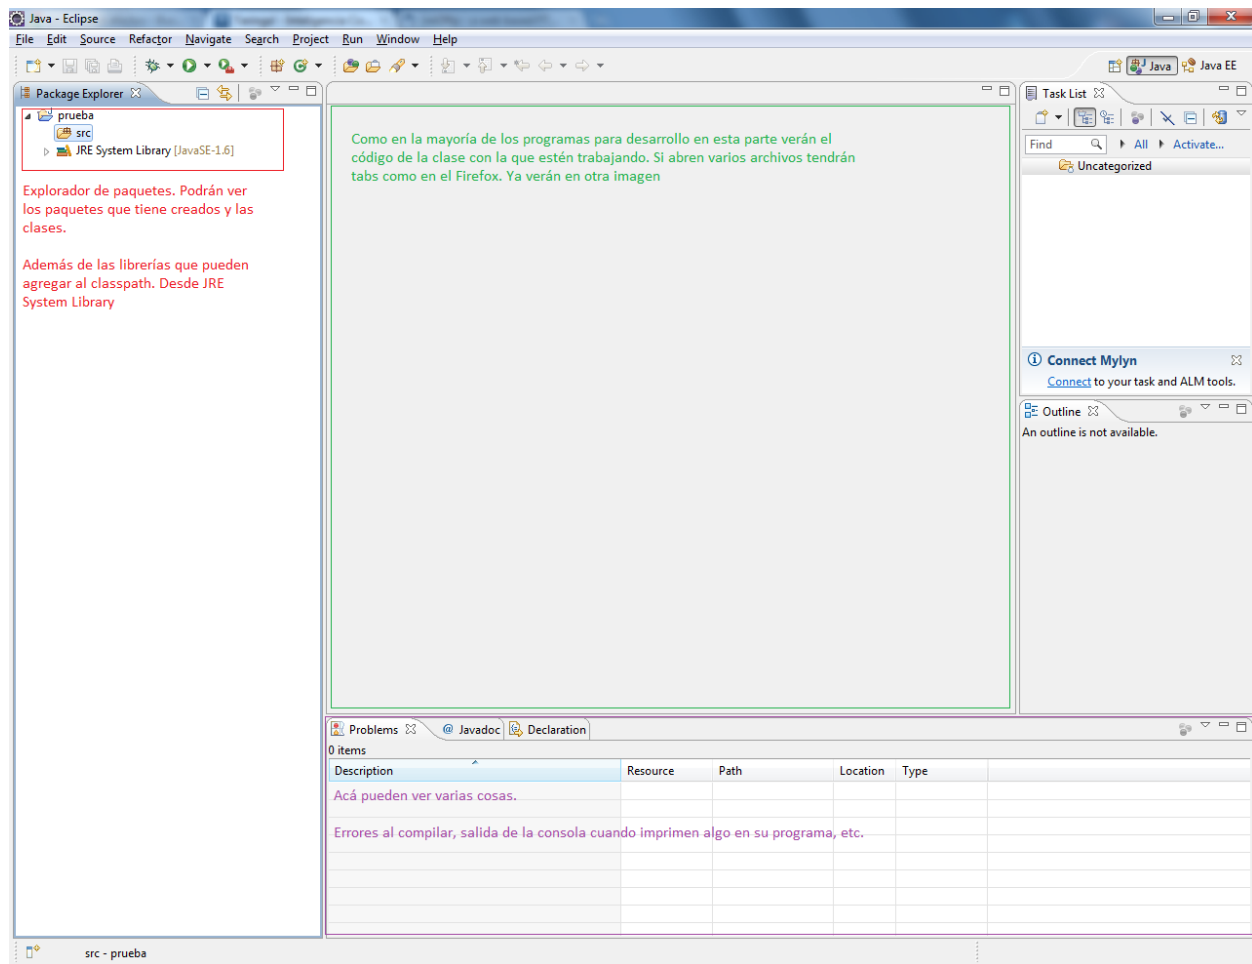 Java - Eclipse
File Edit Source Refactor Navigate Search Project Run Window Help
Java Java EE
Package Explorer
prueba
src
JRE System Library [JavaSE-1.6]
Explorador de paquetes. Podrán ver
los paquetes que tiene creados y las
clases.
Además de las librerías que pueden
agregar al classpath. Desde JRE
System Library
Como en la mayoría de los programas para desarrollo en esta parte verán el
código de la clase con la que estén trabajando. Si abren varios archivos tendrán
tabs como en el Firefox. Ya verán en otra imagen
Task List
Find All Activate...
Uncategorized
Connect Mylyn
Connect to your task and ALM tools.
Outline
An outline is not available.
Problems @ Javadoc Declaration
0 items
Description Resource Path Location Type
Acá pueden ver varias cosas.
Errores al compilar, salida de la consola cuando imprimen algo en su programa, etc.
src - prueba